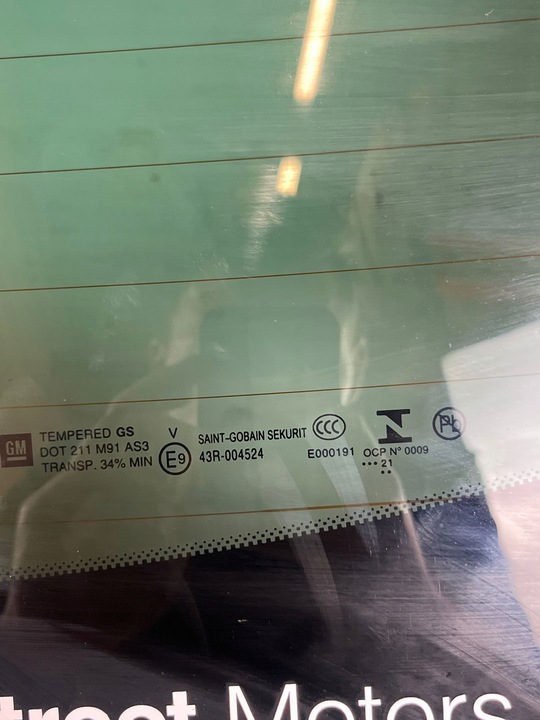 GM
TEMPERED GS
DOT 211 M91 AS3
TRANSP. 34% MIN
V
E9
SAINT-GOBAIN SEKURIT
43R-004524
CCC
E000191
N
OCP N° 0009
••• 21
••
treet Motors